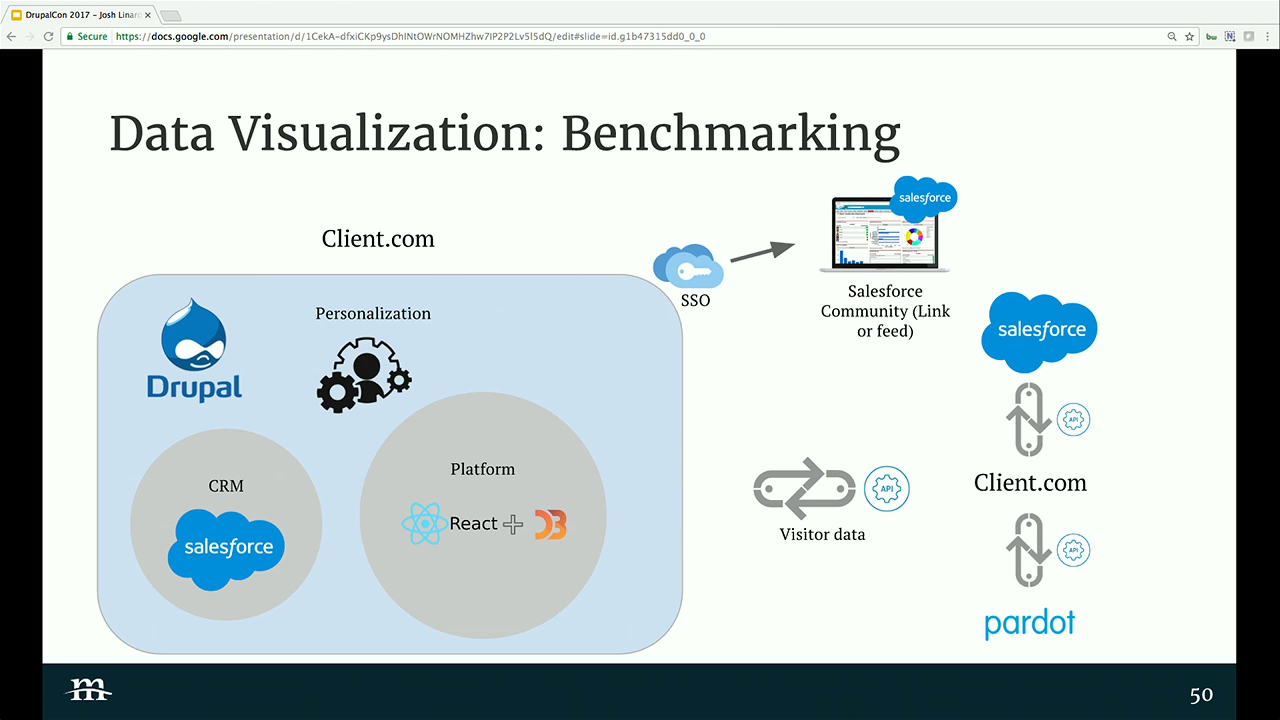 DrupalCon 2017 - Josh Linard
Secure
https://docs.google.com/presentation/d/1CekA-dfxiCKp9ysDhINtOWrNOMHZhw7IP2P2Lv5I5dQ/edit#slide=id.g1b47315dd0_0_0
Data Visualization: Benchmarking
Client.com
Personalization
Drupal
CRM
salesforce
Platform
React
SSO
salesforce
Salesforce
Community (Link
or feed)
salesforce
API
API
Visitor data
Client.com
API
pardot
m
50